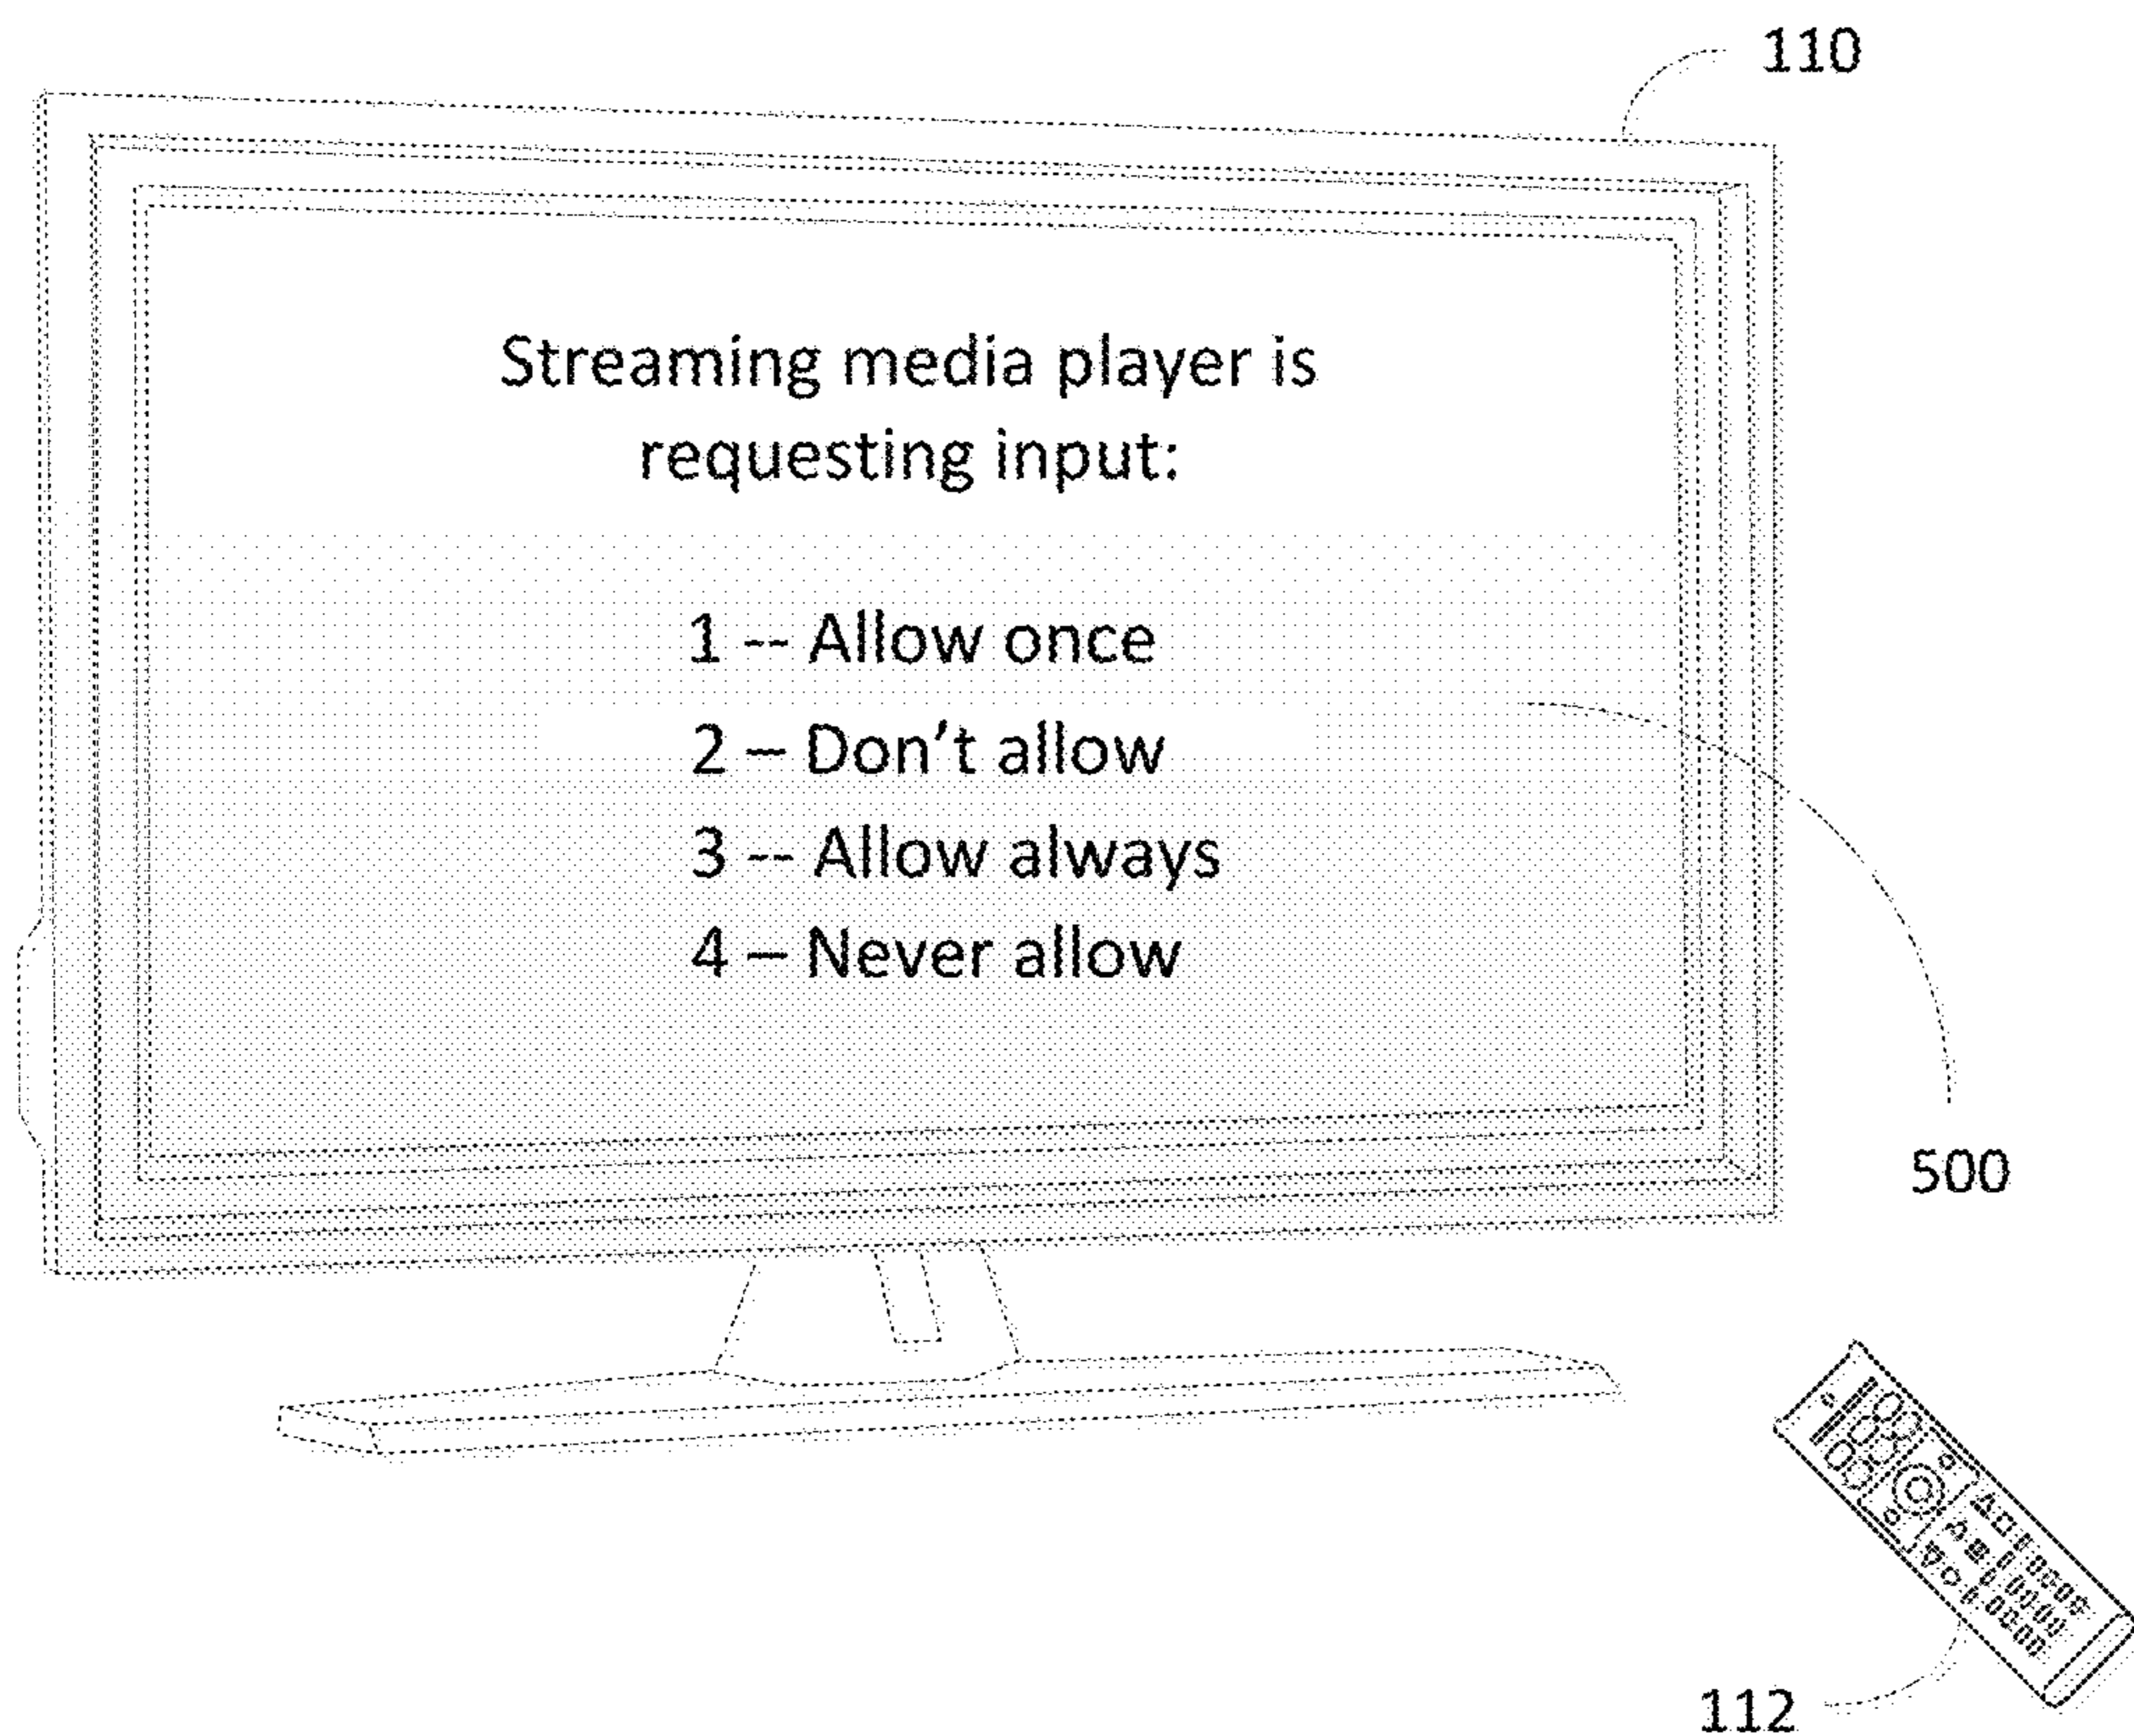 110
Streaming media player is
requesting input:
1 -- Allow once
2 – Don’t allow
3 -- Allow always
4 – Never allow
500
112